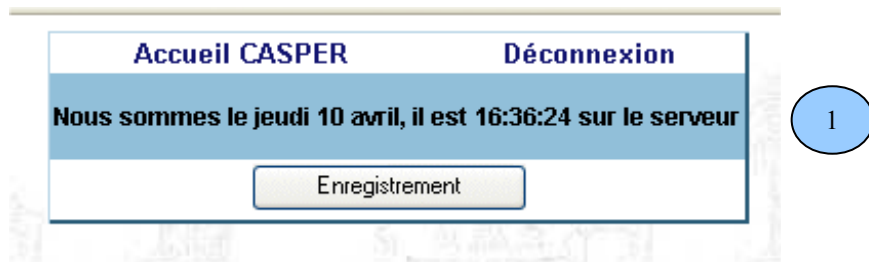 Accueil CASPER Déconnexion
Nous sommes le jeudi 10 avril, il est 16:36:24 sur le serveur
1
Enregistrement